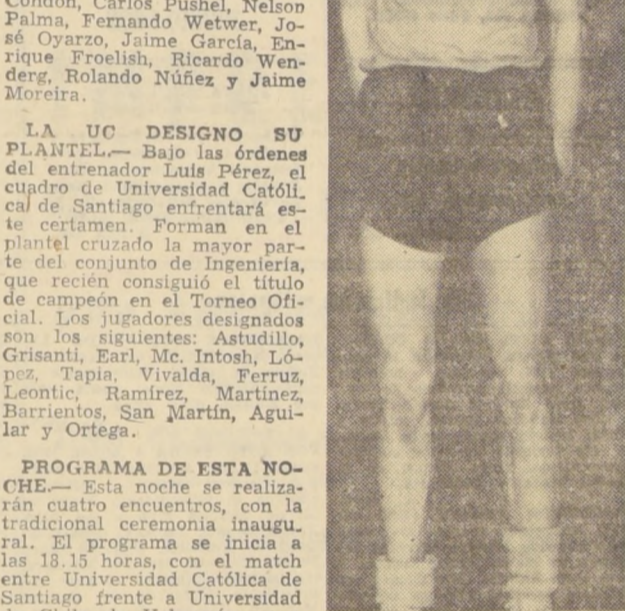 Condon, Carlos Pushel, Nelson
Palma, Fernando Wetwer, Jo-
sé Oyarzo, Jaime García, En-
rique Froelish, Ricardo Wen-
derg, Rolando Núñez y Jaime
Moreira.
LA UC DESIGNO SU
PLANTEL.— Bajo las órdenes
del entrenador Luis Pérez, el
cuadro de Universidad Católi-
ca de Santiago enfrentará es-
te certamen. Forman en el
plantel cruzado la mayor par-
te del conjunto de Ingeniería,
que recién consiguió el título
de campeón en el Torneo Ofi-
cial. Los jugadores designados
son los siguientes: Astudillo,
Grisanti, Earl, Mc. Intosh, Ló-
pez, Tapia, Vivalda, Ferruz,
Leontic, Ramírez, Martínez,
Barrientos, San Martín, Agui-
lar y Ortega.
PROGRAMA DE ESTA NO-
CHE.— Esta noche se realiza-
rán cuatro encuentros, con la
tradicional ceremonia inaugu-
ral. El programa se inicia a
las 18.15 horas, con el match
entre Universidad Católica de
Santiago frente a Universidad